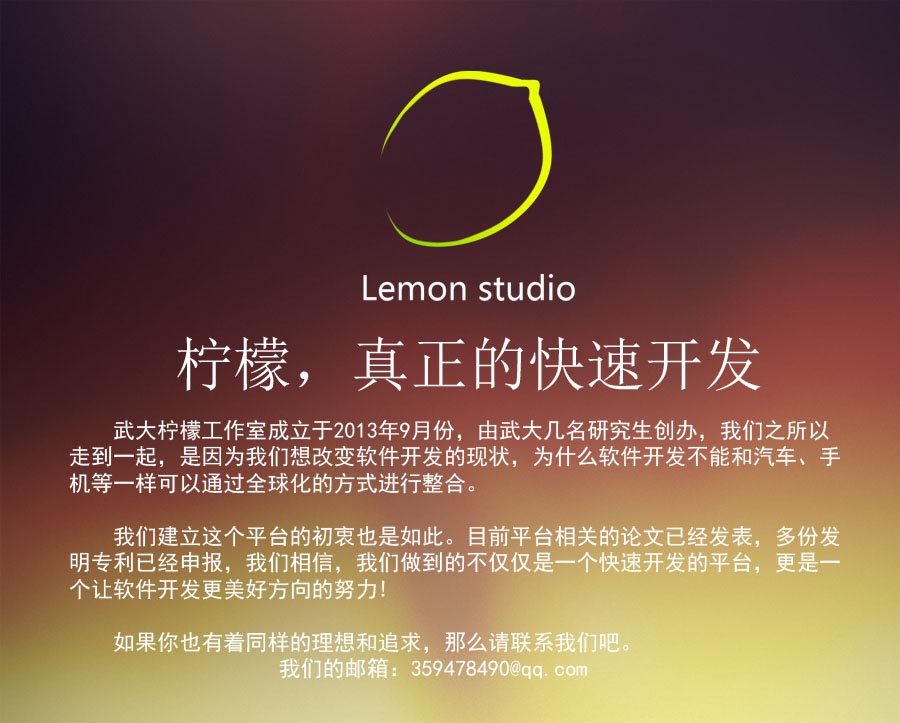 Lemon studio
柠檬，真正的快速开发
武大柠檬工作室成立于2013年9月份，由武大几名研究生创办，我们之所以
走到一起，是因为我们想改变软件开发的现状，为什么软件开发不能和汽车、手
机等一样可以通过全球化的方式进行整合。
我们建立这个平台的初衷也是如此。目前平台相关的论文已经发表，多份发
明专利已经申报，我们相信，我们做到的不仅仅是一个快速开发的平台，更是一
个让软件开发更美好方向的努力!
如果你也有着同样的理想和追求，那么请联系我们吧。
我们的邮箱：359478490@qq.com